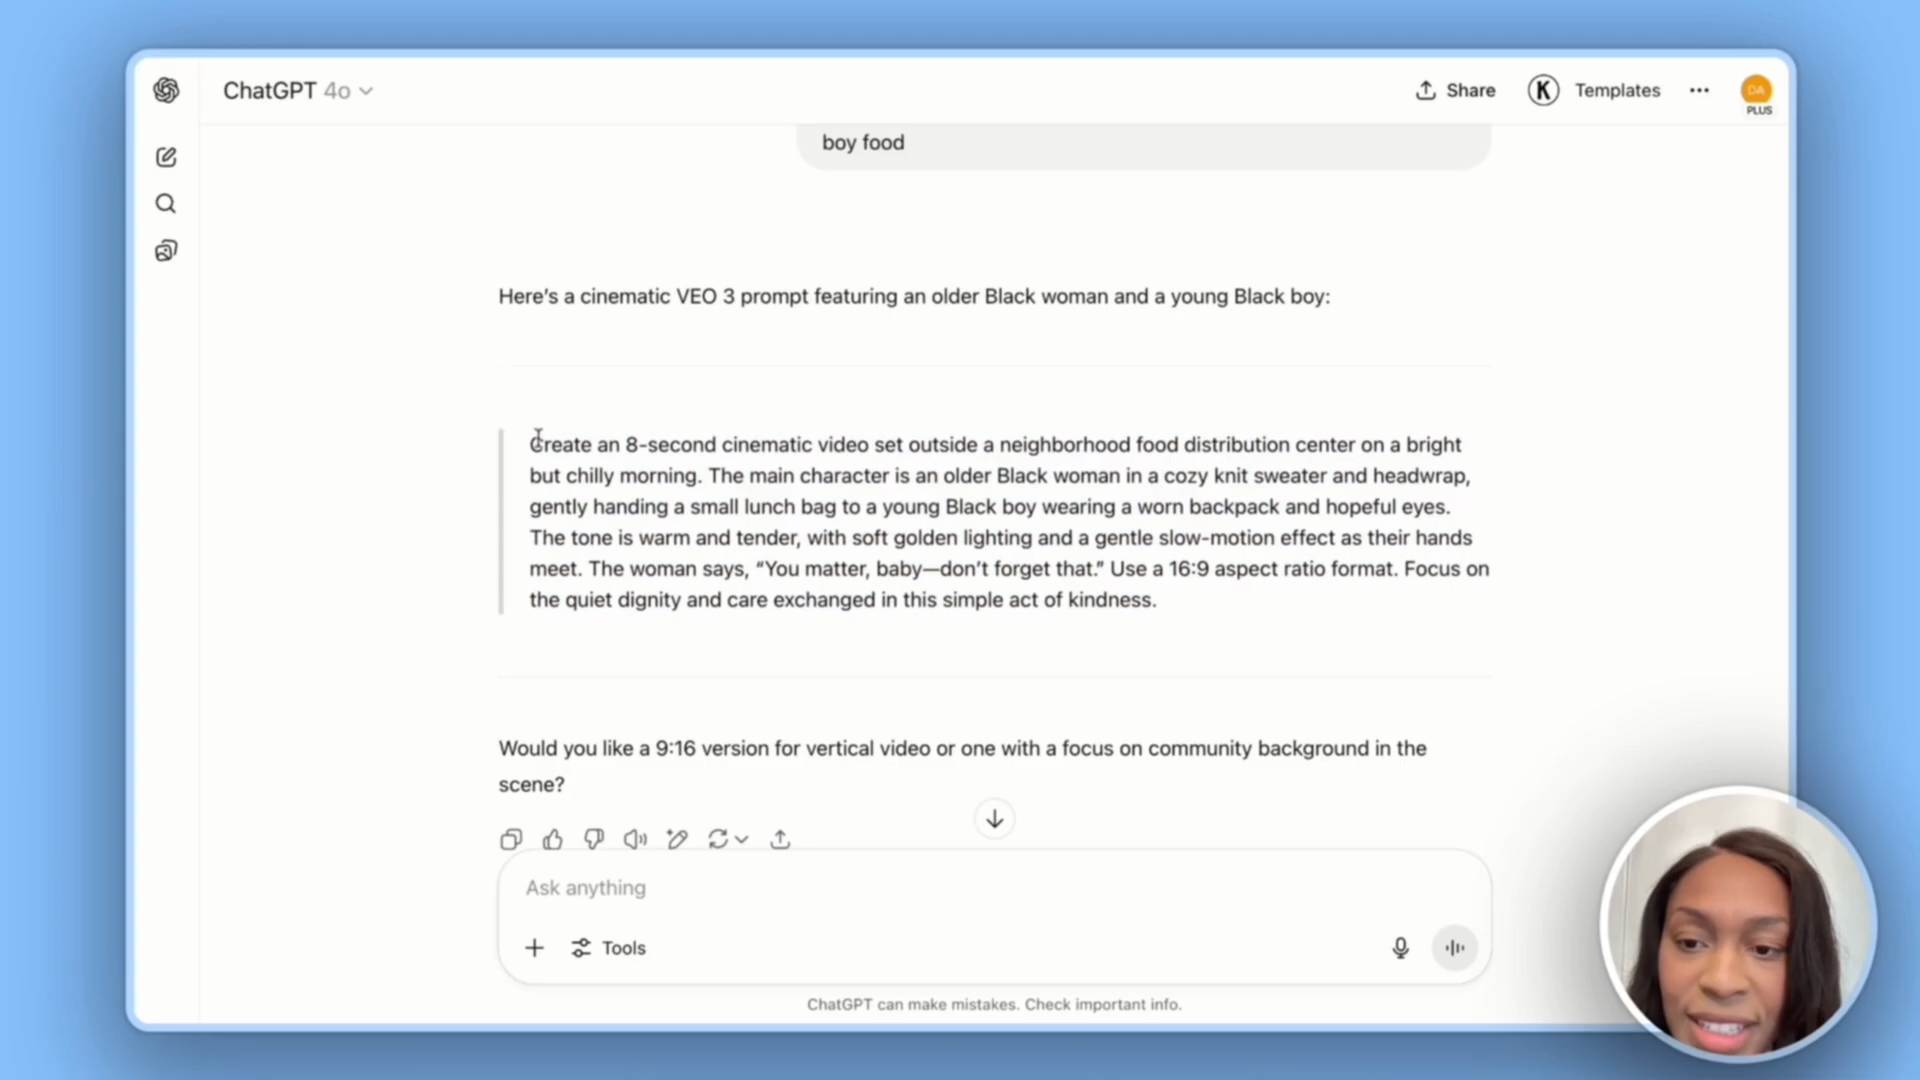 ChatGPT 4o
Share
K
Templates
DA
PLUS
boy food
Here's a cinematic VEO 3 prompt featuring an older Black woman and a young Black boy:
Create an 8-second cinematic video set outside a neighborhood food distribution center on a bright
but chilly morning. The main character is an older Black woman in a cozy knit sweater and headwrap,
gently handing a small lunch bag to a young Black boy wearing a worn backpack and hopeful eyes.
The tone is warm and tender, with soft golden lighting and a gentle slow-motion effect as their hands
meet. The woman says, “You matter, baby—don't forget that.” Use a 16:9 aspect ratio format. Focus on
the quiet dignity and care exchanged in this simple act of kindness.
Would you like a 9:16 version for vertical video or one with a focus on community background in the
scene?
Ask anything
Tools
ChatGPT can make mistakes. Check important info.